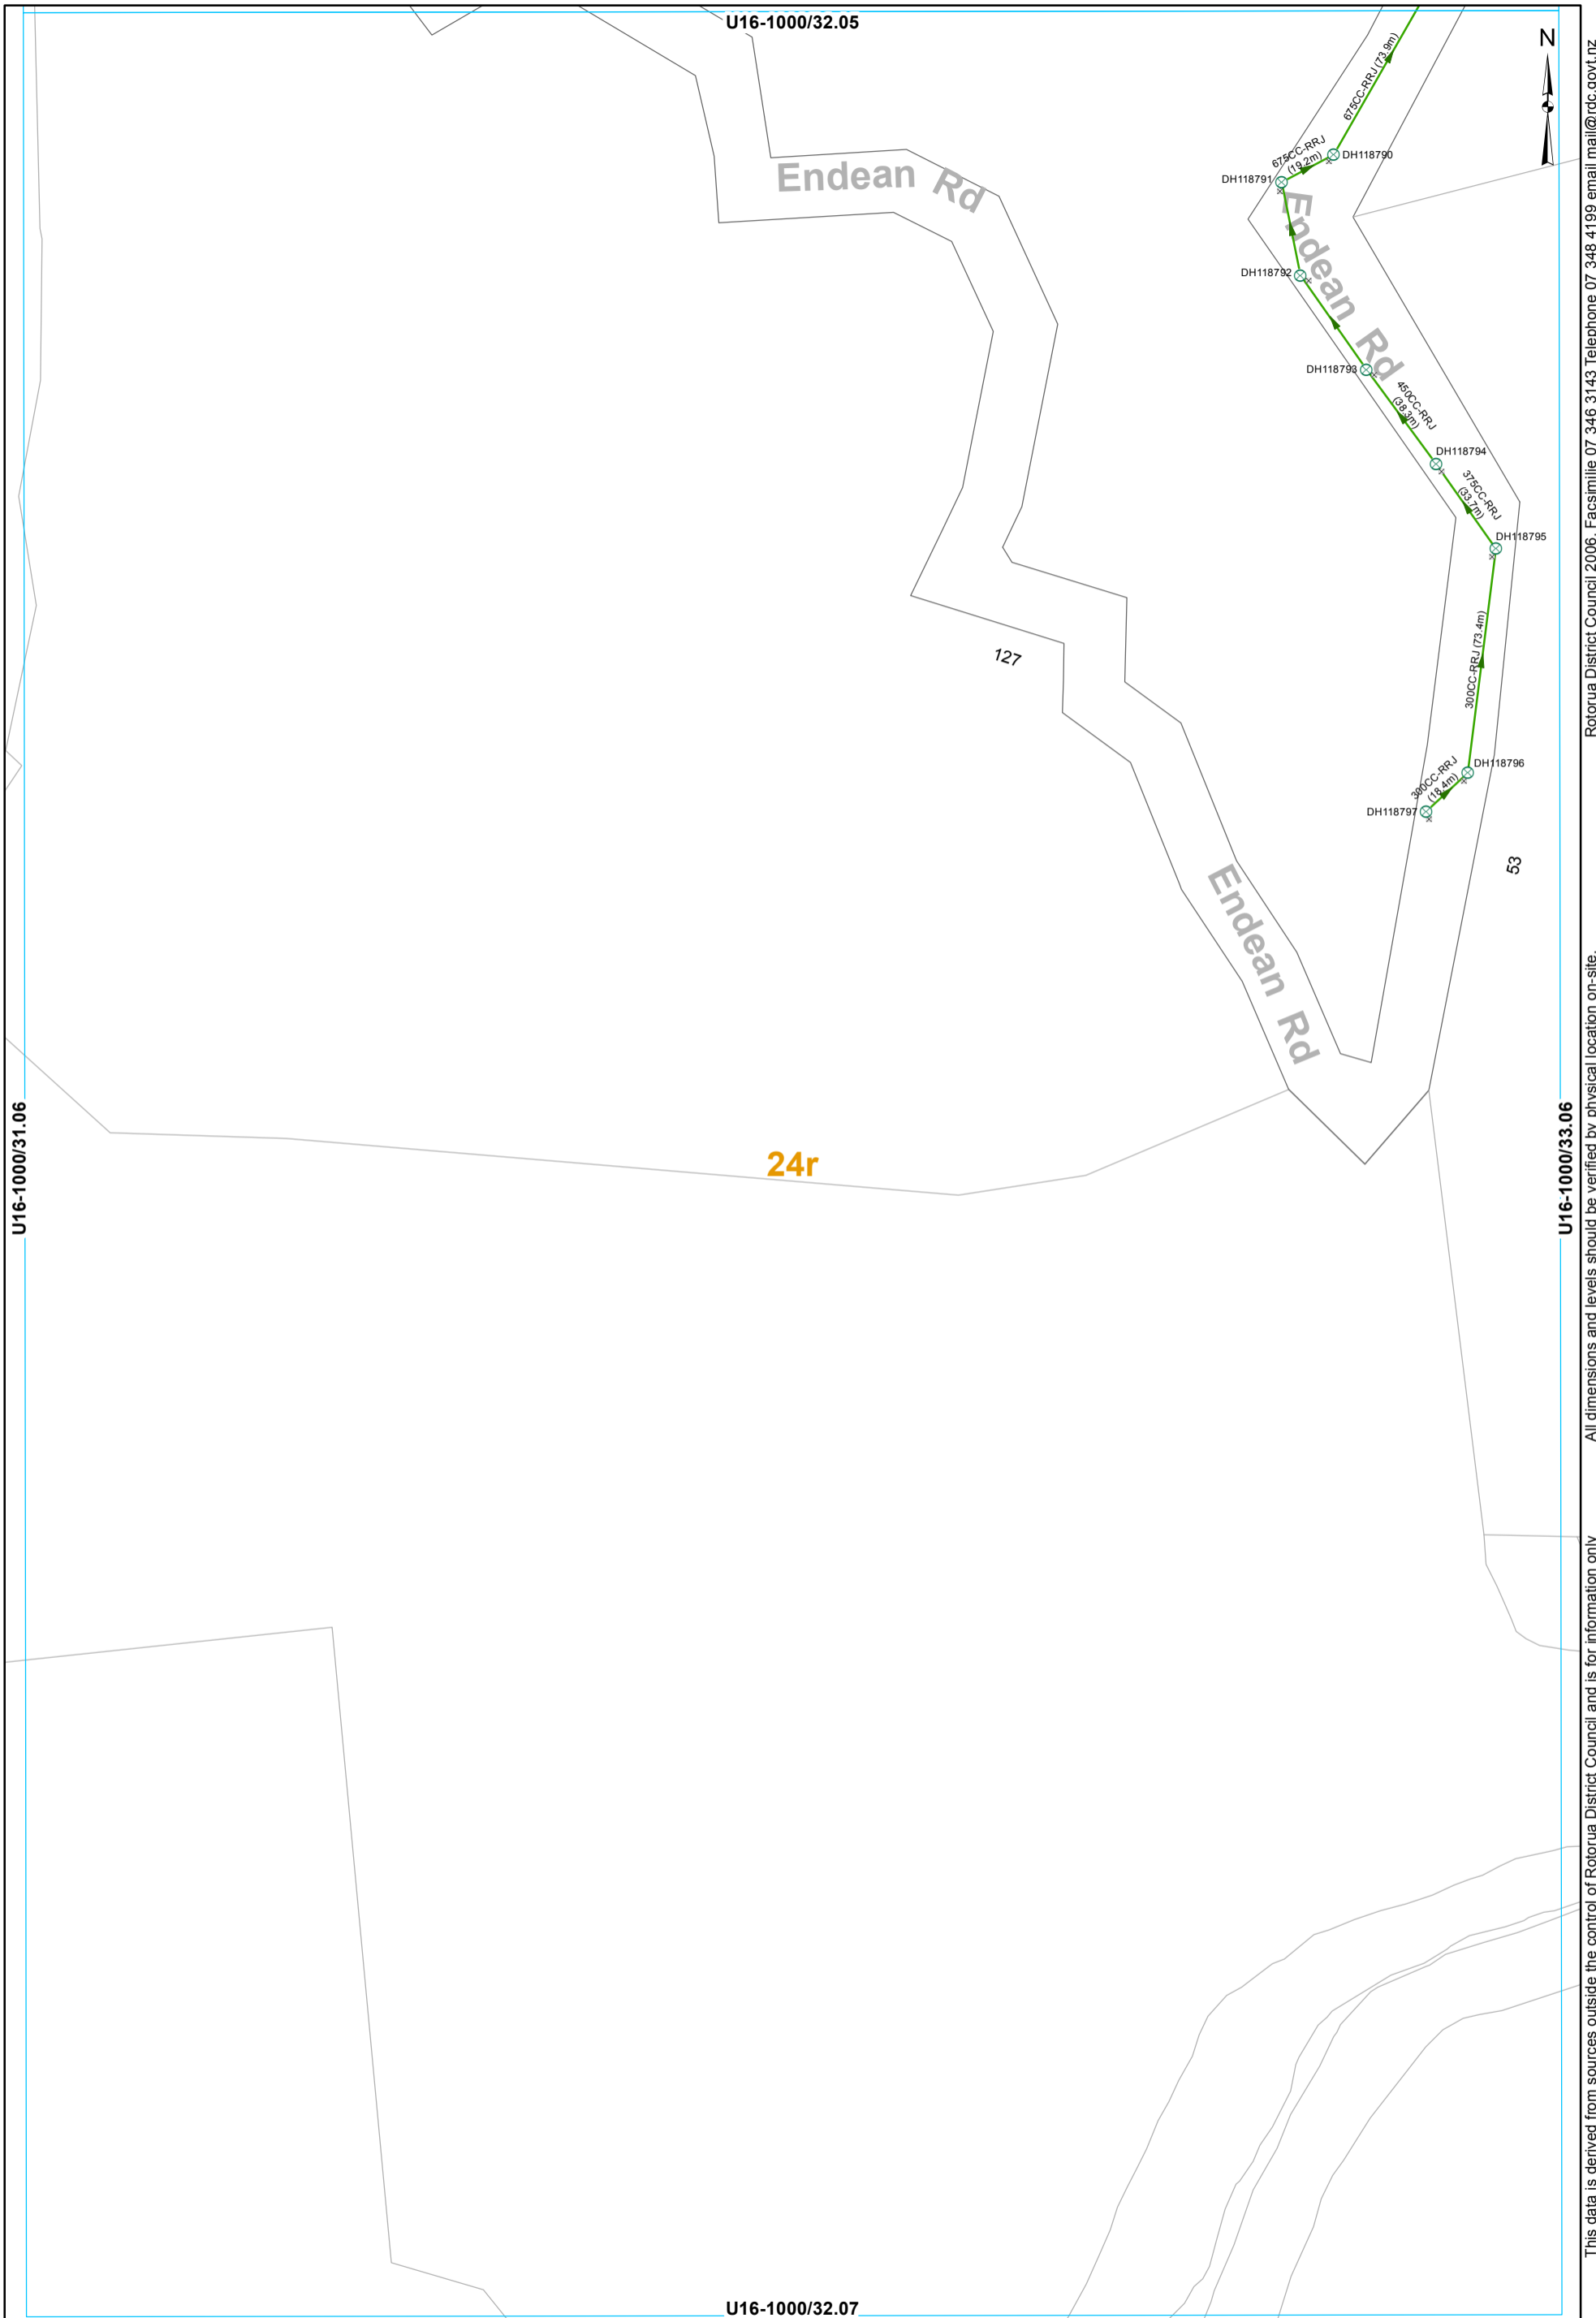 U16-1000/32.05
N
675CC-RRJ (73.9m)
675CC-RRJ
(19.2m)
DH118790
DH118791
Endean Rd
Endean Rd
DH118792
DH118793
450CC-RRJ
(38.3m)
DH118794
375CC-RRJ
(33.7m)
DH118795
300CC-RRJ (73.4m)
127
300CC-RRJ
(18.4m)
DH118796
DH118797
53
Endean Rd
U16-1000/31.06
24r
U16-1000/33.06
U16-1000/32.07
This data is derived from sources outside the control of Rotorua District Council and is for information only
All dimensions and levels should be verified by physical location on-site.
Rotorua District Council 2006. Facsimilie 07 346 3143 Telephone 07 348 4199 email mail@rdc.govt.nz